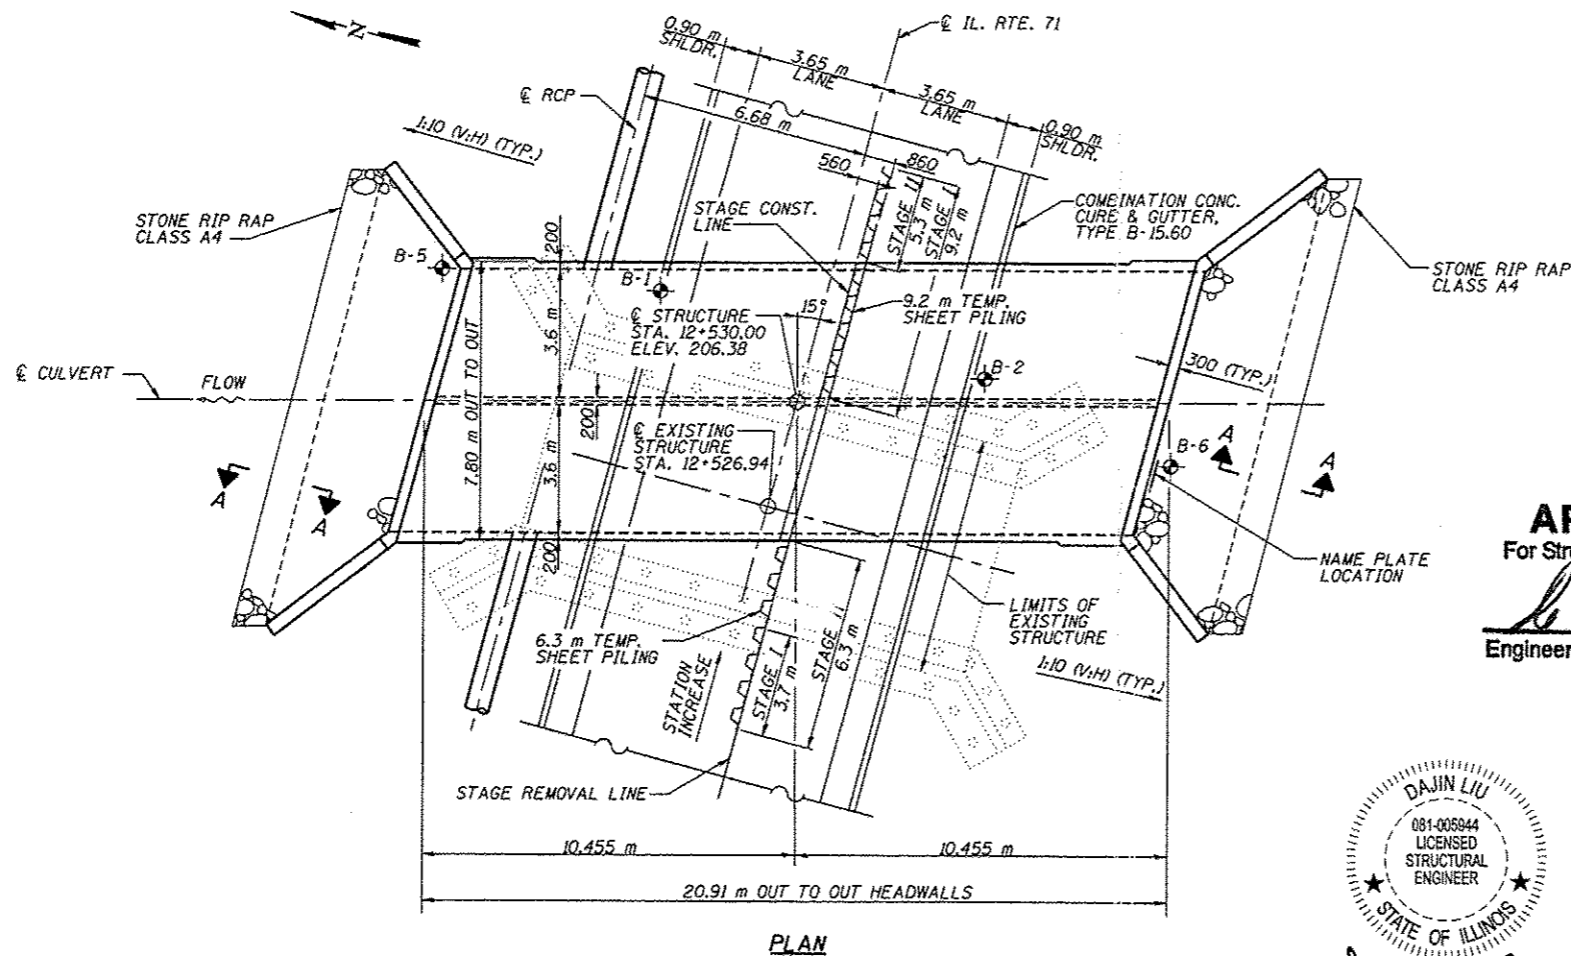 N
℄ IL. RTE. 71
0.90 m
SHLDR.
3.65 m
LANE
3.65 m
LANE
0.90 m
SHLDR.
℄ RCP
6.68 m
1:10 (V:H) (TYP.)
560
860
STAGE II
5.3 m
STAGE I
9.2 m
COMBINATION CONC.
CURE & GUTTER,
TYPE B-15.60
STONE RIP RAP
CLASS A4
STAGE CONST.
LINE
B-5
B-1
200
STONE RIP RAP
CLASS A4
9.2 m TEMP.
SHEET PILING
15°
℄ STRUCTURE
STA. 12+530.00
ELEV. 206.38
3.6 m
B-2
300 (TYP.)
℄ CULVERT
FLOW
7.80 m OUT TO OUT
200
℄ EXISTING
STRUCTURE
STA. 12+526.94
3.6 m
B-6
A
A
A
A
200
NAME PLATE
LOCATION
LIMITS OF
EXISTING
STRUCTURE
6.3 m TEMP.
SHEET PILING
STATION
INCREASE
STAGE I
3.7 m
STAGE II
6.3 m
1:10 (V:H) (TYP.)
STAGE REMOVAL LINE
10.455 m
10.455 m
20.91 m OUT TO OUT HEADWALLS
PLAN
For Str
Engineer
DAJIN LIU
081-005944
LICENSED
STRUCTURAL
ENGINEER
STATE OF ILLINOIS